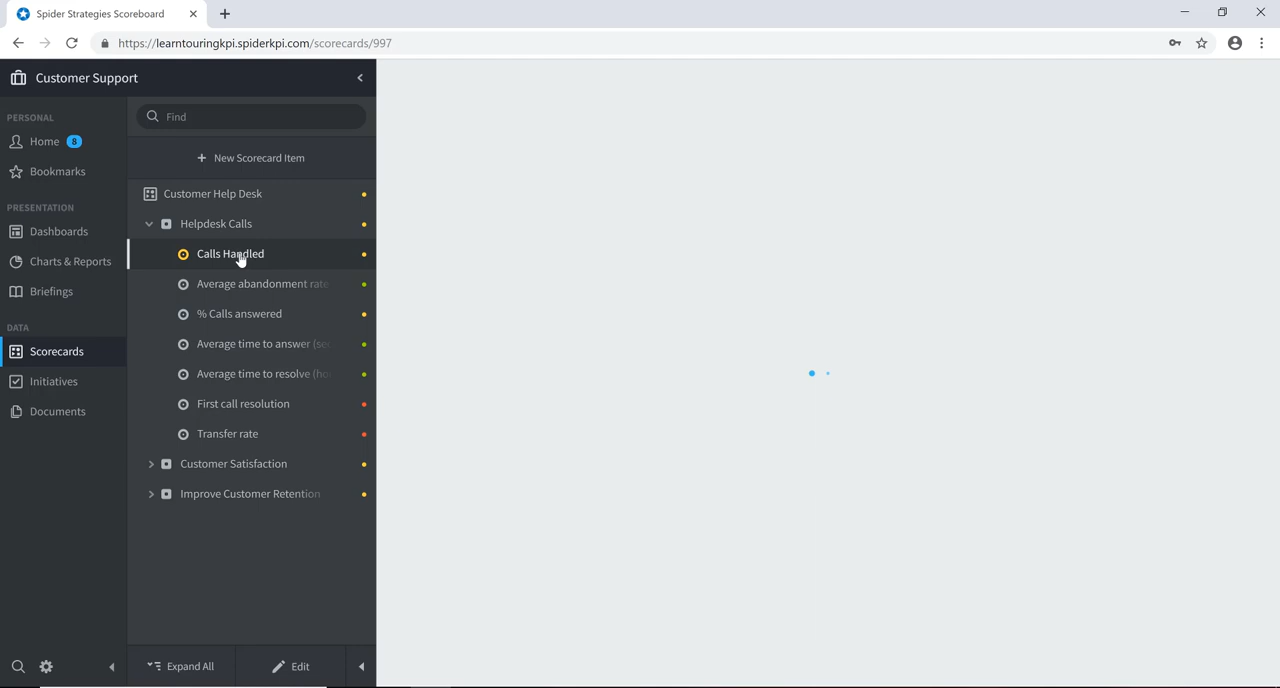 Spider Strategies Scoreboard
https://learntouringkpi.spiderkpi.com/scorecards/997
Customer Support
PERSONAL
Home 8
Bookmarks
PRESENTATION
Dashboards
Charts & Reports
Briefings
DATA
Scorecards
Initiatives
Documents
Find
+ New Scorecard Item
Customer Help Desk
Helpdesk Calls
Calls Handled
Average abandonment rate
% Calls answered
Average time to answer (sec
Average time to resolve (ho
First call resolution
Transfer rate
Customer Satisfaction
Improve Customer Retention
Expand All
Edit